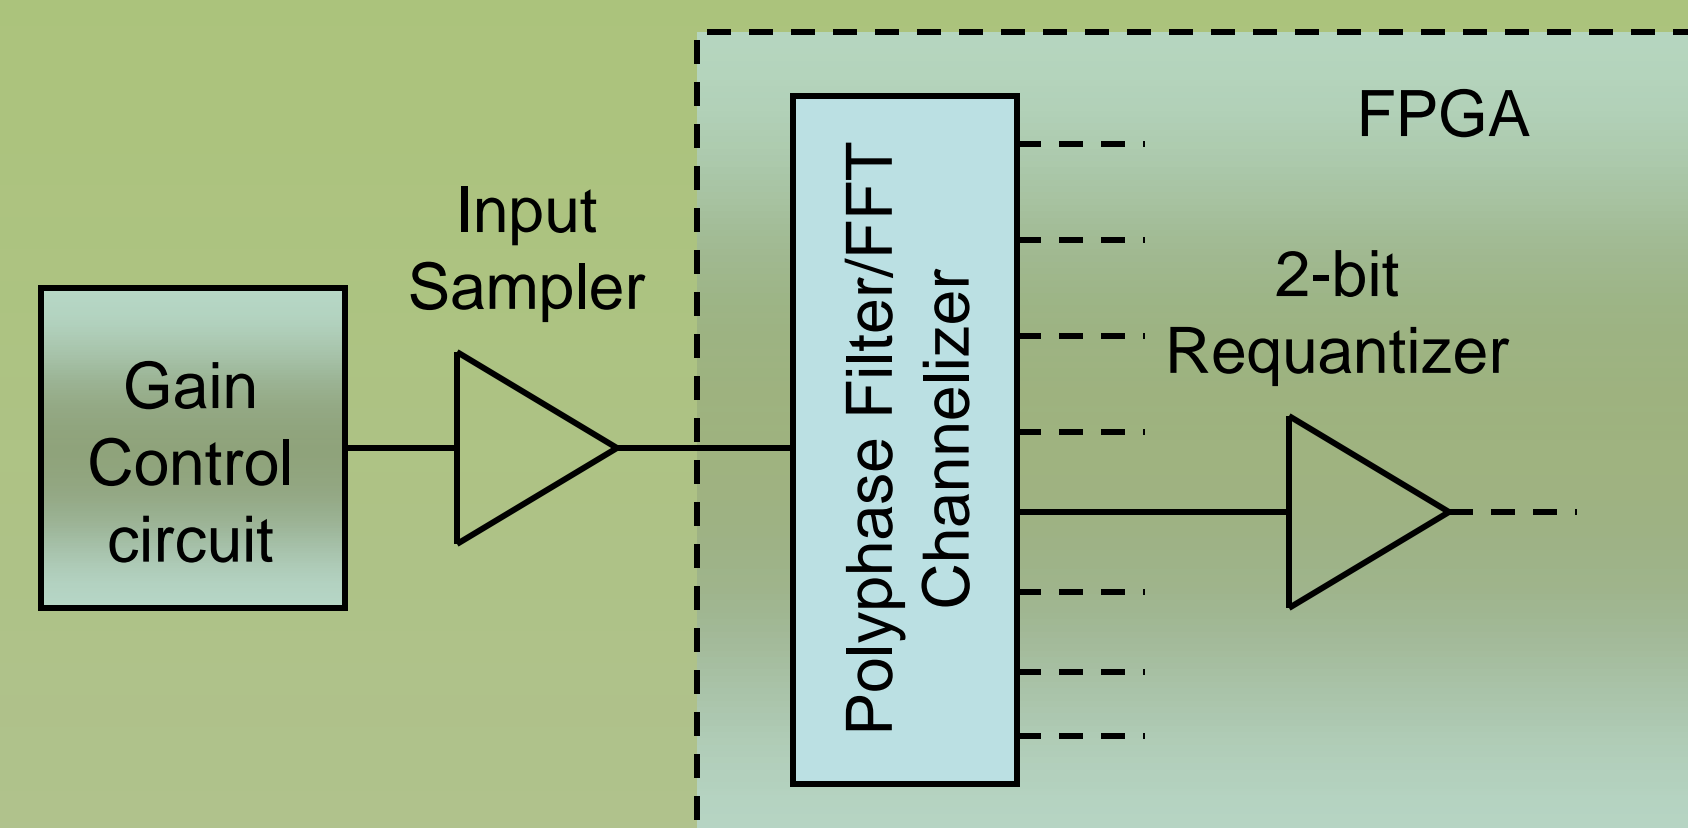 Gain
Control
circuit
Input
Sampler
Polyphase Filter/FFT
Channelizer
FPGA
2-bit
Requantizer